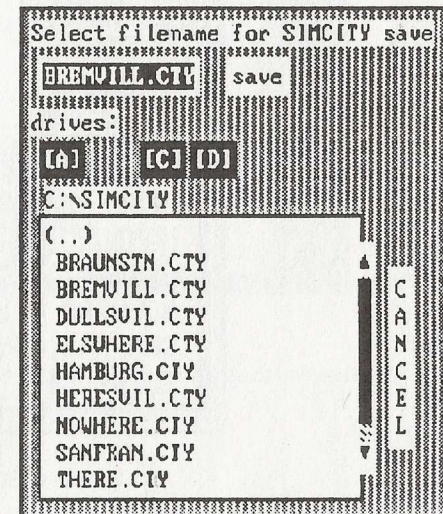 Select filename for SIMCITY save
BREMVILL.CTY save
drives:
[A] [C] [D]
C:\SIMCITY
(..)
BRAUNSTN.CTY
BREMVILL.CTY
DULLSVIL.CTY
ELSWHERE.CTY
HAMBURG.CTY
HERESVIL.CTY
NOWHERE.CTY
SANFRAN.CTY
THERE.CTY
CANCEL